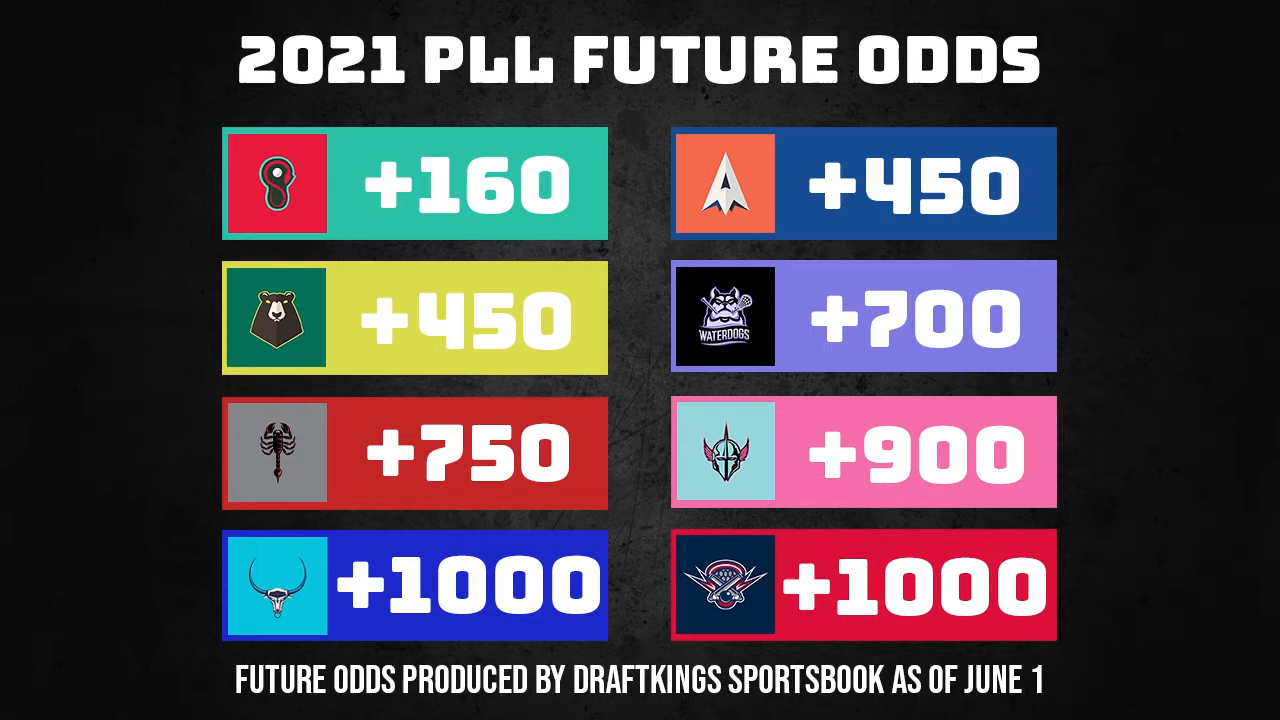 2021 PLL FUTURE ODDS
+160
+450
+450
WATERDOGS
+700
+750
+900
+1000
+1000
FUTURE ODDS PRODUCED BY DRAFTKINGS SPORTSBOOK AS OF JUNE 1